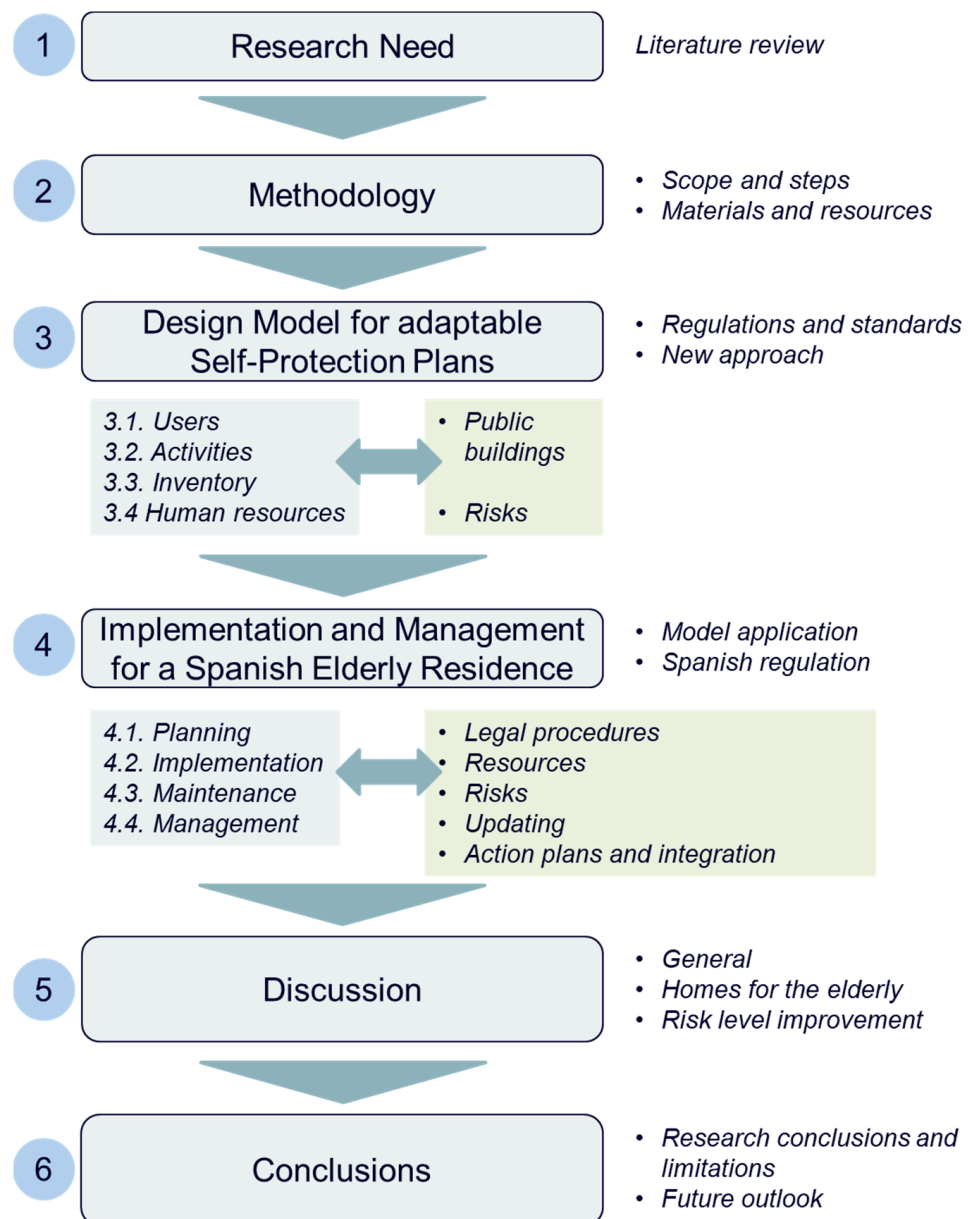 1
Research Need
Literature review
2
Methodology
• Scope and steps
• Materials and resources
3
Design Model for adaptable
Self-Protection Plans
• Regulations and standards
• New approach
3.1. Users
3.2. Activities
3.3. Inventory
3.4 Human resources
• Public
buildings
• Risks
4
Implementation and Management
for a Spanish Elderly Residence
• Model application
• Spanish regulation
4.1. Planning
4.2. Implementation
4.3. Maintenance
4.4. Management
• Legal procedures
• Resources
• Risks
• Updating
• Action plans and integration
5
Discussion
• General
• Homes for the elderly
• Risk level improvement
6
Conclusions
• Research conclusions and
limitations
• Future outlook